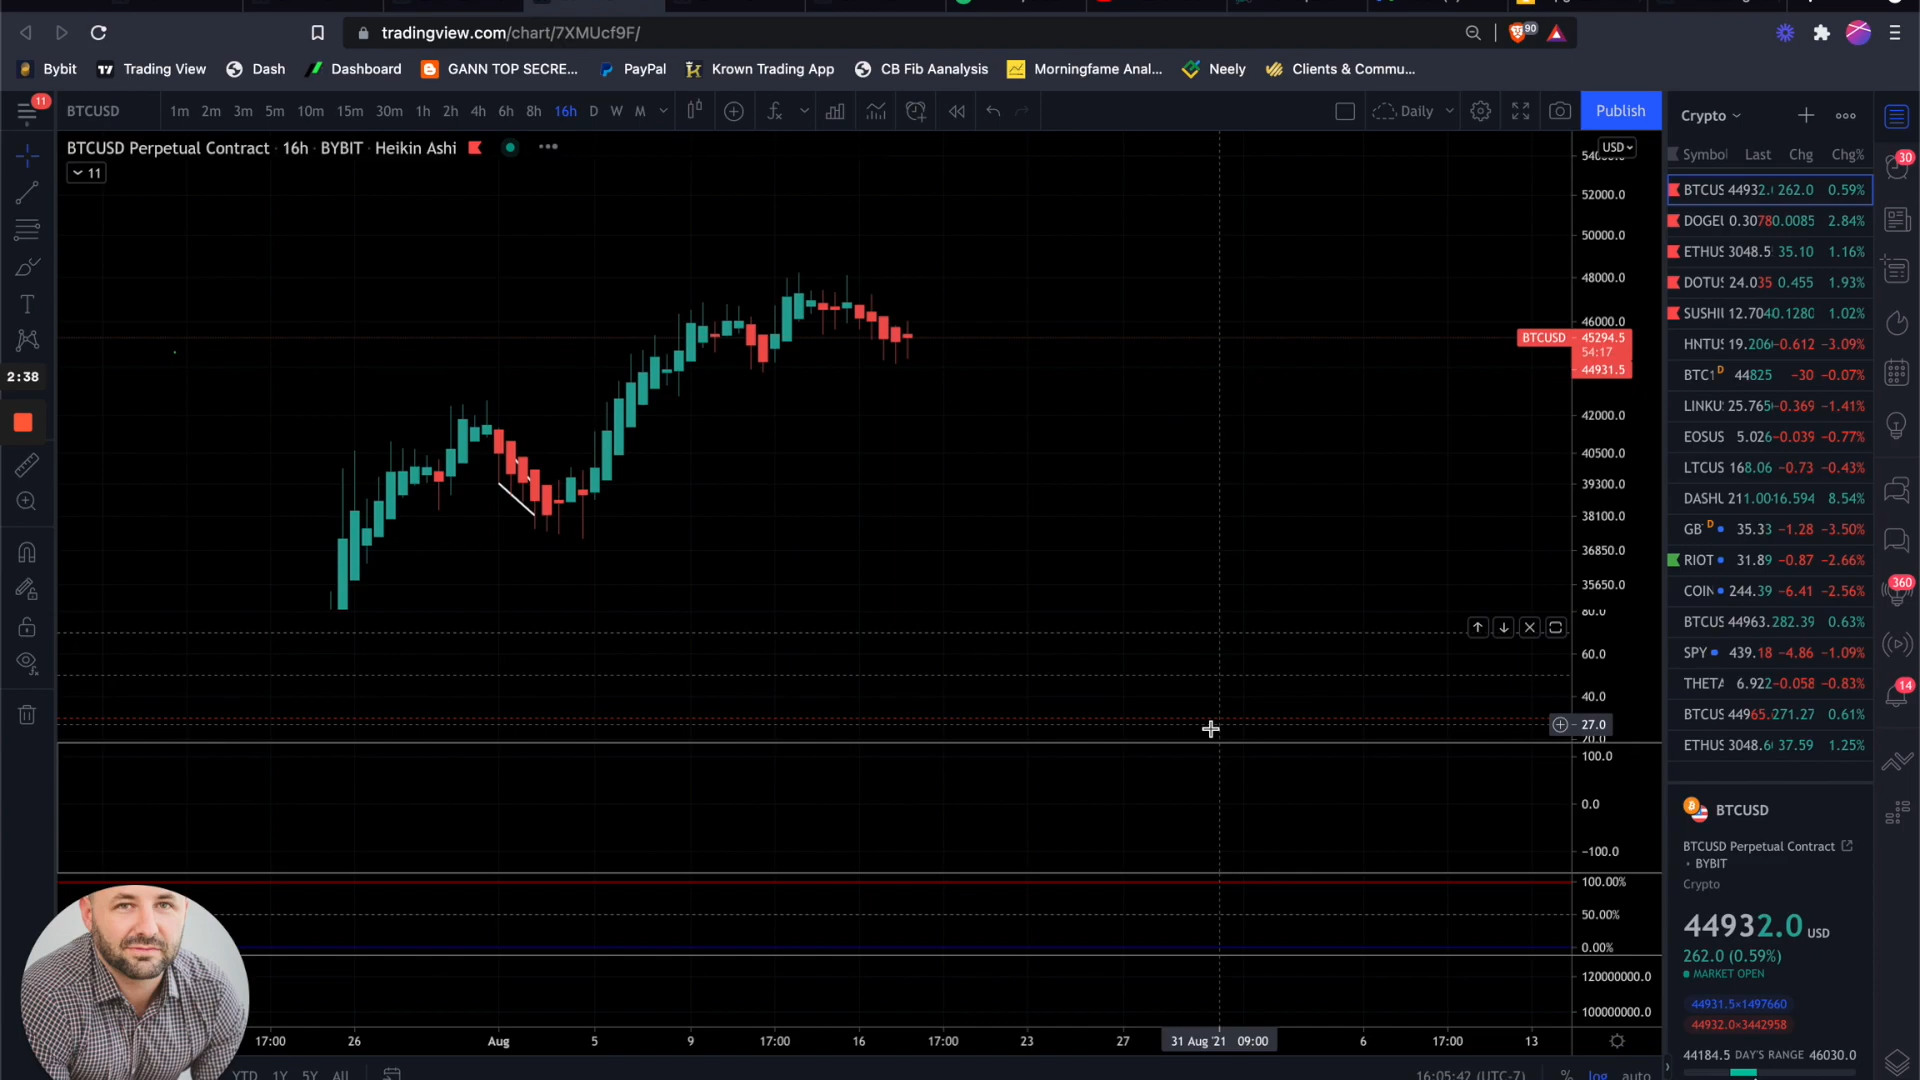 tradingview.com/chart/7XMUcf9F/
90
Bybit Trading View Dash Dashboard GANN TOP SECRE... PayPal Krown Trading App CB Fib Aanalysis Morningfame Anal... Neely Clients & Commu...
11 BTCUSD 1m 2m 3m 5m 10m 15m 30m 1h 2h 4h 6h 8h 16h D W M Daily Publish
Crypto
BTCUSD Perpetual Contract · 16h · BYBIT · Heikin Ashi
11
USD
Symbol Last Chg Chg%
30
BTCUS 44932.0 262.0 0.59%
DOGEU 0.3078 0.0085 2.84%
ETHUS 3048.5 35.10 1.16%
DOTUS 24.035 0.455 1.93%
SUSHI 12.704 0.1280 1.02%
HNTUS 19.206 -0.612 -3.09%
BTC1 D 44825 -30 -0.07%
LINKU 25.765 -0.369 -1.41%
EOSUS 5.026 -0.039 -0.77%
LTCUS 168.06 -0.73 -0.43%
DASHU 211.00 16.594 8.54%
GB D 35.33 -1.28 -3.50%
RIOT 31.89 -0.87 -2.66%
COIN 244.39 -6.41 -2.56%
BTCUS 44963. 282.39 0.63%
SPY 439.18 -4.86 -1.09%
THETA 6.922 -0.058 -0.83%
BTCUS 44965. 271.27 0.61%
ETHUS 3048.6 37.59 1.25%
360
14
52000.0
50000.0
48000.0
46000.0
BTCUSD 45294.5
54:17
44931.5
42000.0
40500.0
39300.0
38100.0
36850.0
35650.0
80.0
60.0
40.0
27.0
20.0
100.0
0.0
-100.0
100.00%
50.00%
0.00%
120000000.0
100000000.0
2:38
BTCUSD
BTCUSD Perpetual Contract
· BYBIT
Crypto
44932.0 USD
262.0 (0.59%)
MARKET OPEN
44931.5×1497660
44932.0×3442958
44184.5 DAY'S RANGE 46030.0
17:00 26 Aug 5 9 17:00 16 17:00 23 27 31 Aug '21 09:00 6 17:00 13
YTD 1Y 5Y All 16:05:42 (UTC-7) % log auto